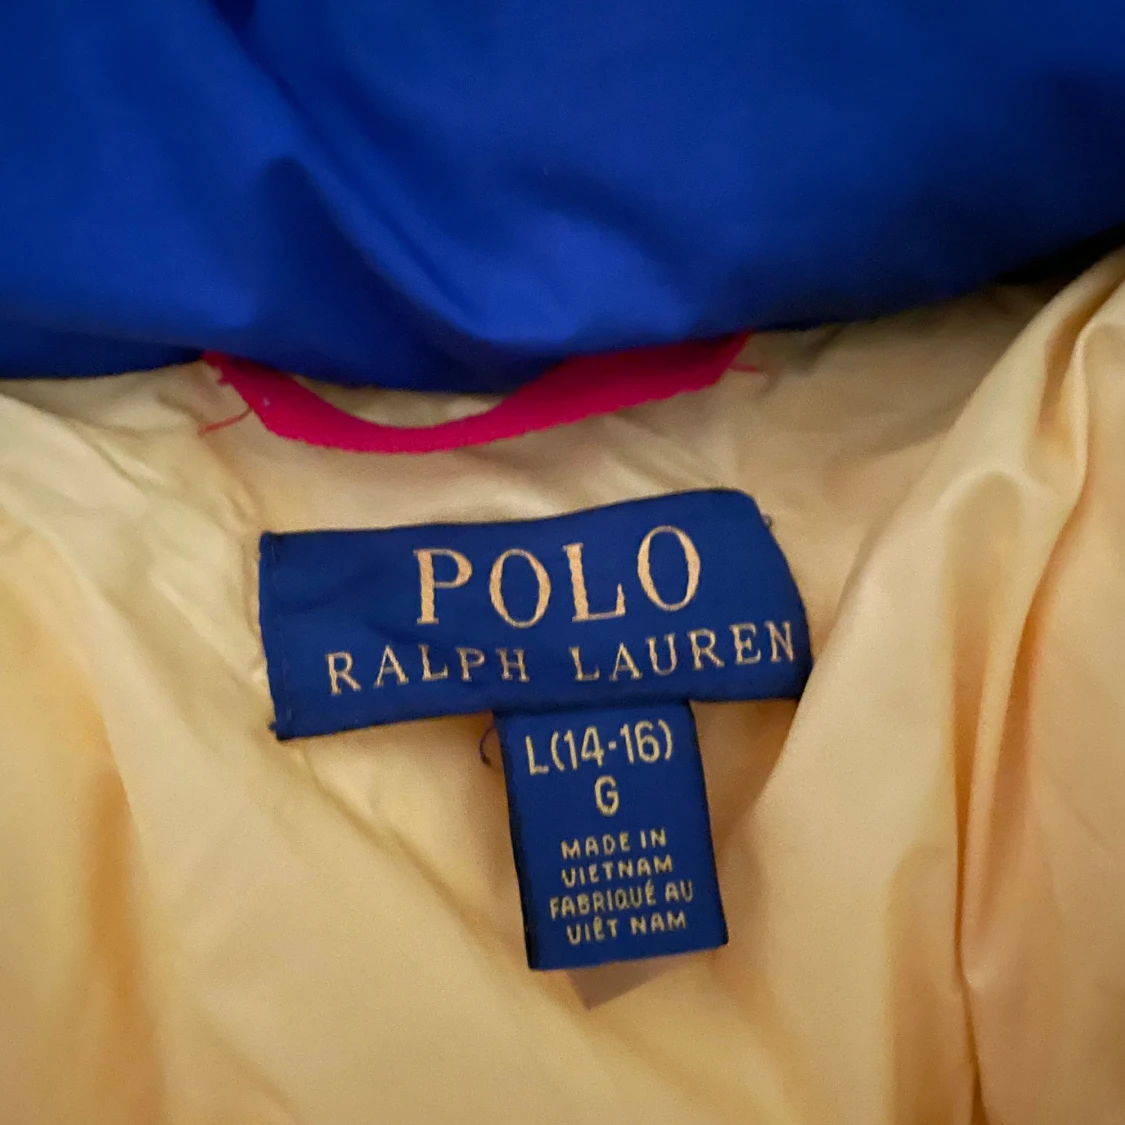 POLO
RALPH LAUREN
L(14-16)
G
MADE IN
VIETNAM
FABRIQUÉ AU
VIÊT NAM